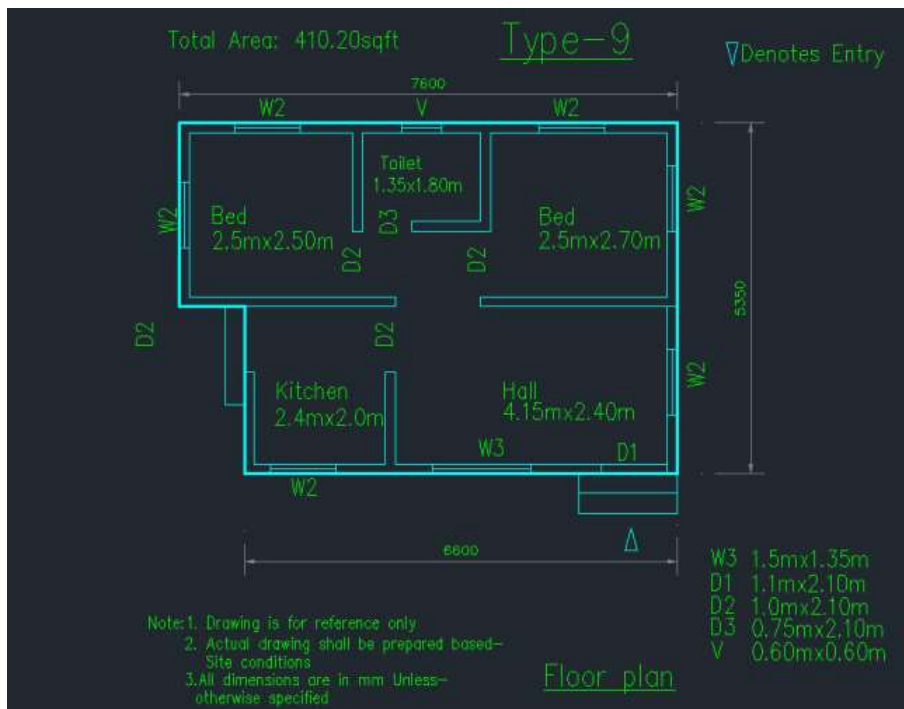 Total Area: 410.20sqft
Type-9
Denotes Entry
7600
W2
V
W2
Toilet
1.35x1.80m
W2
Bed
2.5mx2.50m
D3
D2
D2
Bed
2.5mx2.70m
W2
5350
D2
D2
Kitchen
2.4mx2.0m
Hall
4.15mx2.40m
W2
W3
D1
W2
6600
W3 1.5mx1.35m
D1 1.1mx2.10m
D2 1.0mx2.10m
D3 0.75mx2.10m
V 0.60mx0.60m
Note:1. Drawing is for reference only
2. Actual drawing shall be prepared based-
Site conditions
3.All dimensions are in mm Unless-
otherwise specified
Floor plan